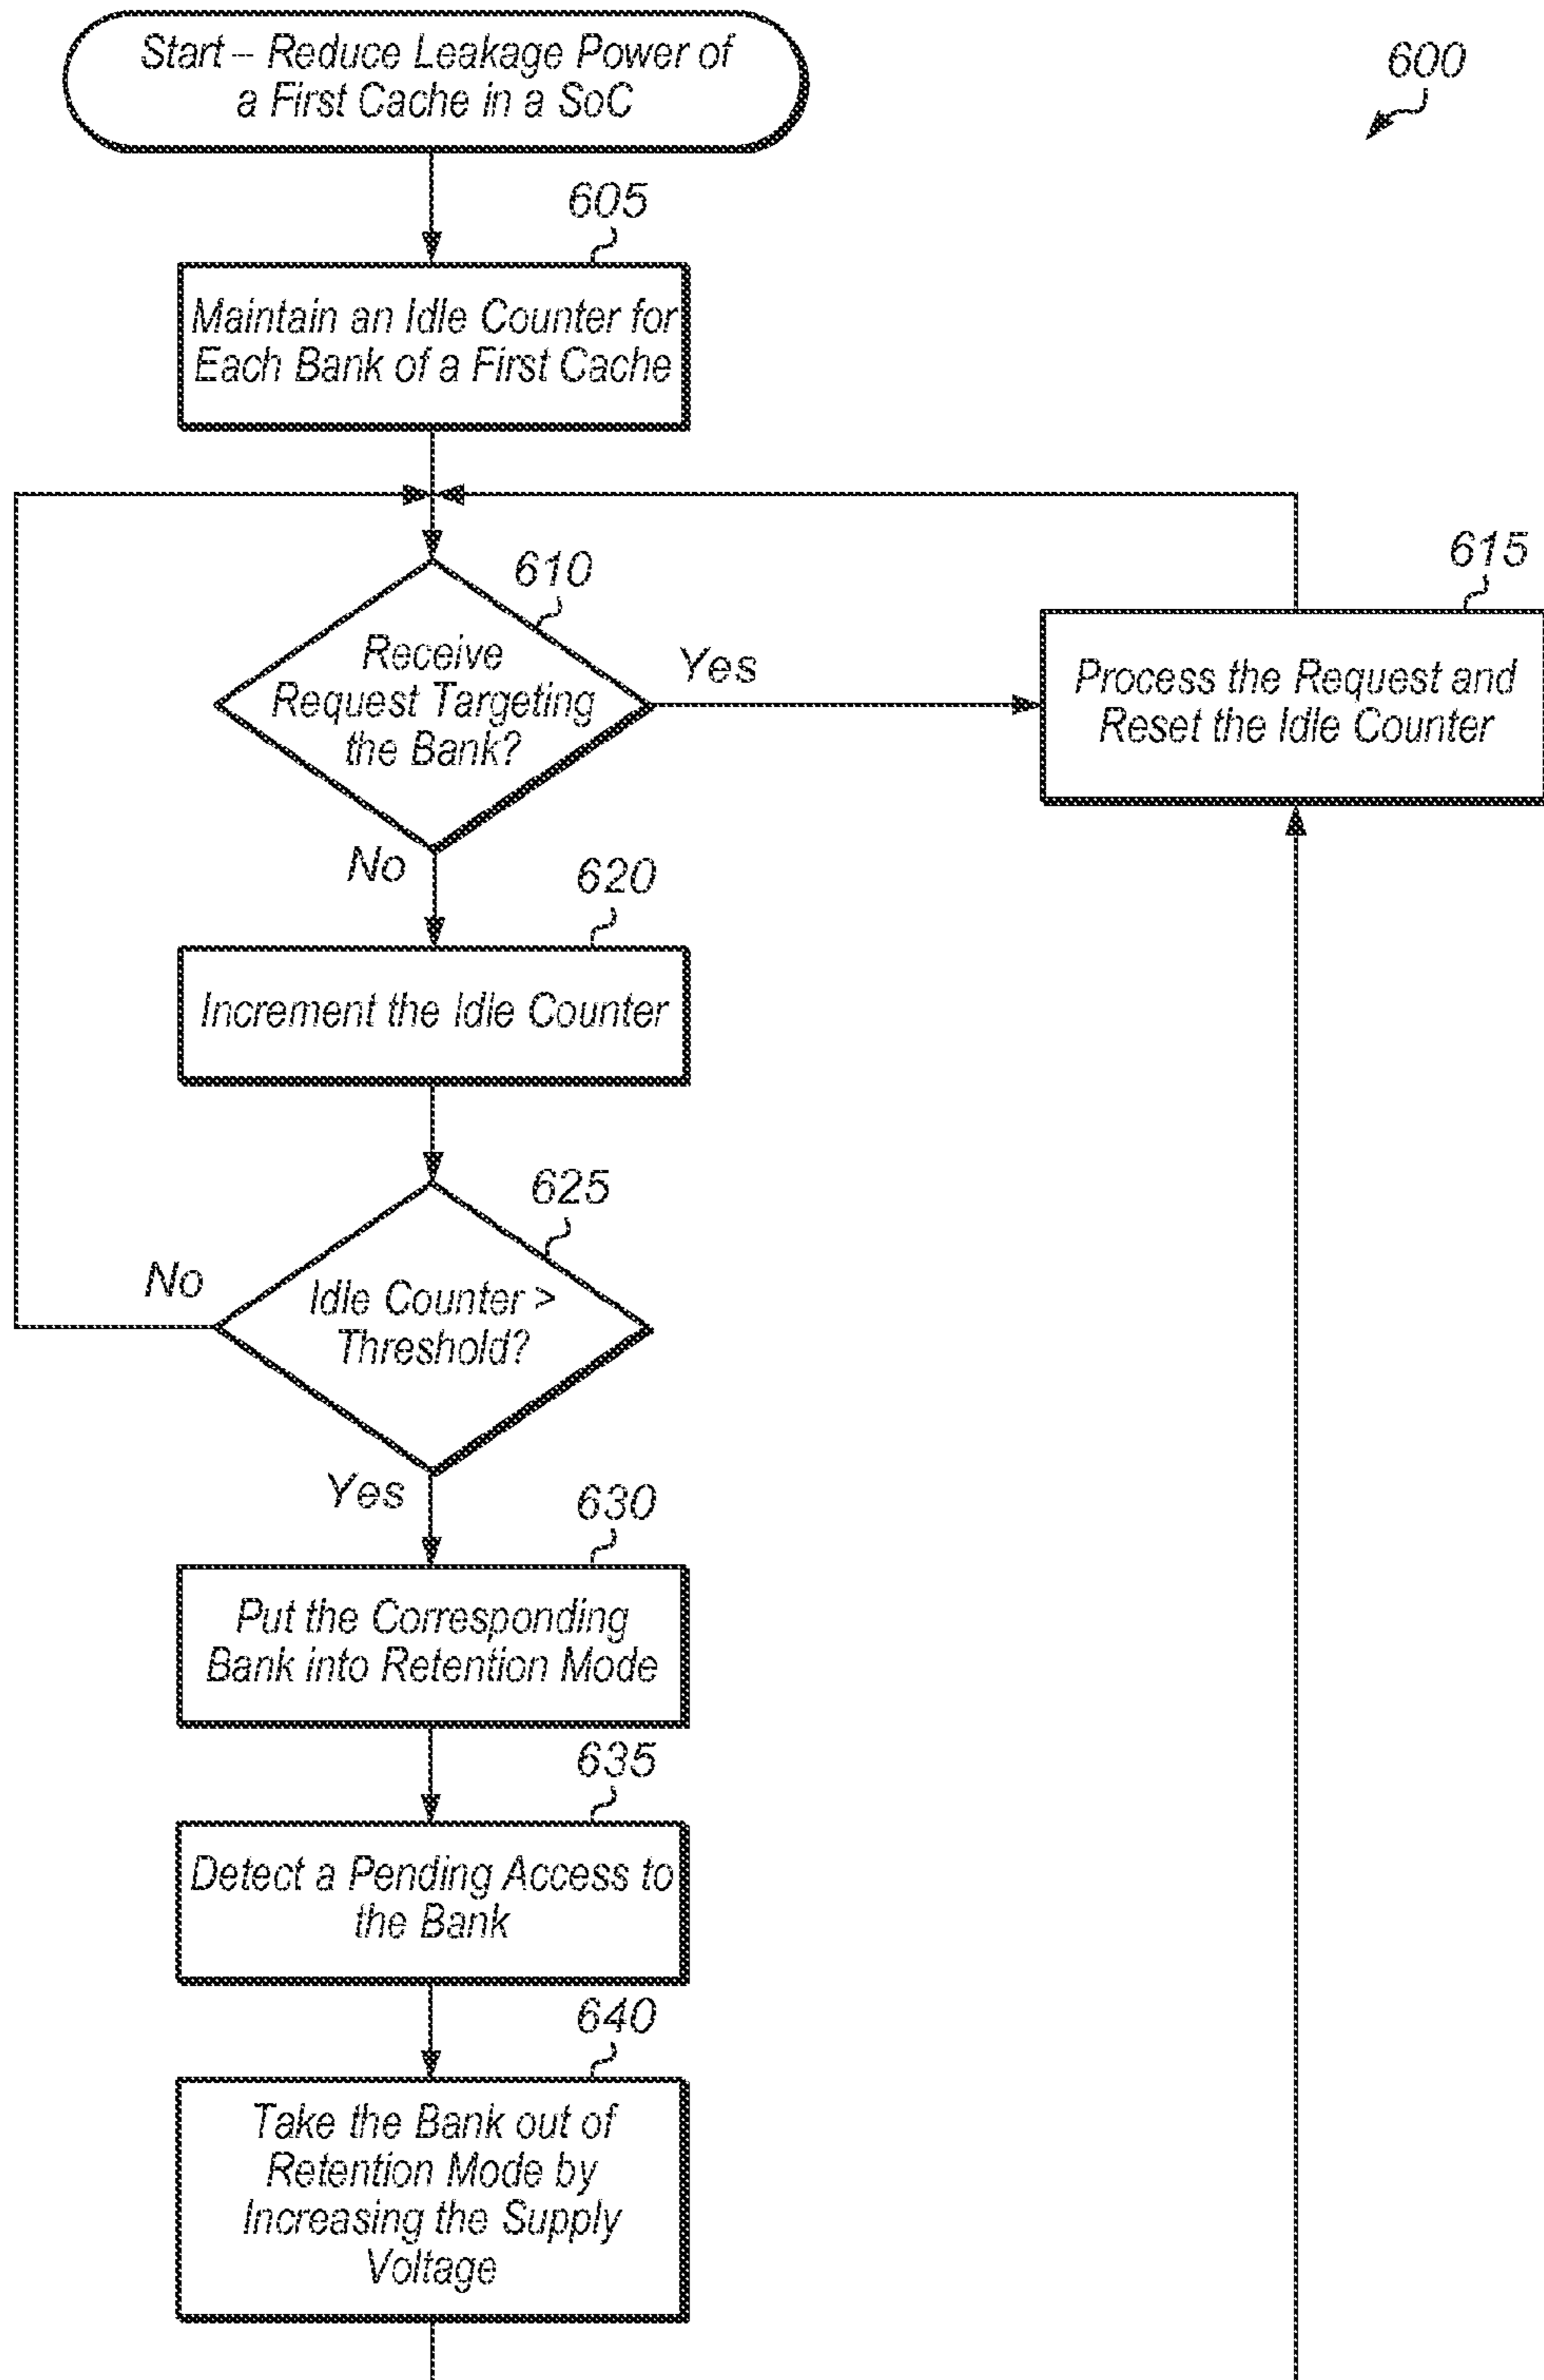 Start – Reduce Leakage Power of
a First Cache in a SoC
600
605
Maintain an Idle Counter for
Each Bank of a First Cache
610
Receive
Request Targeting
the Bank?
Yes
615
Process the Request and
Reset the Idle Counter
No
620
Increment the Idle Counter
625
Idle Counter >
Threshold?
No
Yes
630
Put the Corresponding
Bank into Retention Mode
635
Detect a Pending Access to
the Bank
640
Take the Bank out of
Retention Mode by
Increasing the Supply
Voltage